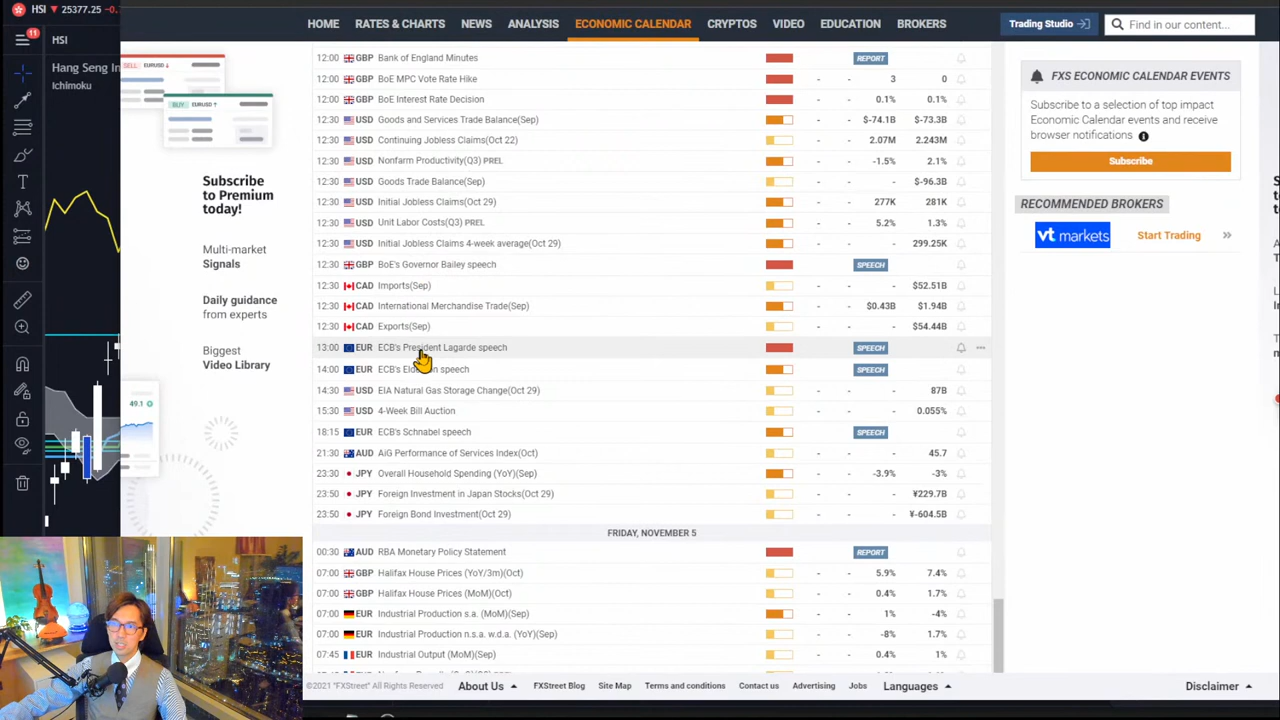 HSI ▼ 25377.25
11
HSI
Hang Seng In
Ichimoku
SELL EURUSD
BUY EURUSD
Subscribe
to Premium
today!
Multi-market
Signals
Daily guidance
from experts
Biggest
Video Library
49.1
HOME RATES & CHARTS NEWS ANALYSIS ECONOMIC CALENDAR CRYPTOS VIDEO EDUCATION BROKERS
Trading Studio
Find in our content...
12:00 GBP Bank of England Minutes REPORT
12:00 GBP BoE MPC Vote Rate Hike - - 3 0
12:00 GBP BoE Interest Rate Decision - - 0.1% 0.1%
12:30 USD Goods and Services Trade Balance(Sep) - - $-74.1B $-73.3B
12:30 USD Continuing Jobless Claims(Oct 22) - - 2.07M 2.243M
12:30 USD Nonfarm Productivity(Q3) PREL - - -1.5% 2.1%
12:30 USD Goods Trade Balance(Sep) - - - $-96.3B
12:30 USD Initial Jobless Claims(Oct 29) - - 277K 281K
12:30 USD Unit Labor Costs(Q3) PREL - - 5.2% 1.3%
12:30 USD Initial Jobless Claims 4-week average(Oct 29) - - - 299.25K
12:30 GBP BoE's Governor Bailey speech - - SPEECH
12:30 CAD Imports(Sep) - - - $52.51B
12:30 CAD International Merchandise Trade(Sep) - - $0.43B $1.94B
12:30 CAD Exports(Sep) - - - $54.44B
13:00 EUR ECB's President Lagarde speech - - SPEECH
14:00 EUR ECB's Eld n speech - - SPEECH
14:30 USD EIA Natural Gas Storage Change(Oct 29) - - - 87B
15:30 USD 4-Week Bill Auction - - - 0.055%
18:15 EUR ECB's Schnabel speech - - SPEECH
21:30 AUD AiG Performance of Services Index(Oct) - - - 45.7
23:30 JPY Overall Household Spending (YoY)(Sep) - - -3.9% -3%
23:50 JPY Foreign Investment in Japan Stocks(Oct 29) - - - ¥229.7B
23:50 JPY Foreign Bond Investment(Oct 29) - - - ¥-604.5B
FRIDAY, NOVEMBER 5
00:30 AUD RBA Monetary Policy Statement - - REPORT
07:00 GBP Halifax House Prices (YoY/3m)(Oct) - - 5.9% 7.4%
07:00 GBP Halifax House Prices (MoM)(Oct) - - 0.4% 1.7%
07:00 EUR Industrial Production s.a. (MoM)(Sep) - - 1% -4%
07:00 EUR Industrial Production n.s.a. w.d.a. (YoY)(Sep) - - -8% 1.7%
07:45 EUR Industrial Output (MoM)(Sep) - - 0.4% 1%
FXS ECONOMIC CALENDAR EVENTS
Subscribe to a selection of top impact
Economic Calendar events and receive
browser notifications
Subscribe
RECOMMENDED BROKERS
vt markets Start Trading »
©2021 "FXStreet" All Rights Reserved About Us FXStreet Blog Site Map Terms and conditions Contact us Advertising Jobs Languages Disclaimer